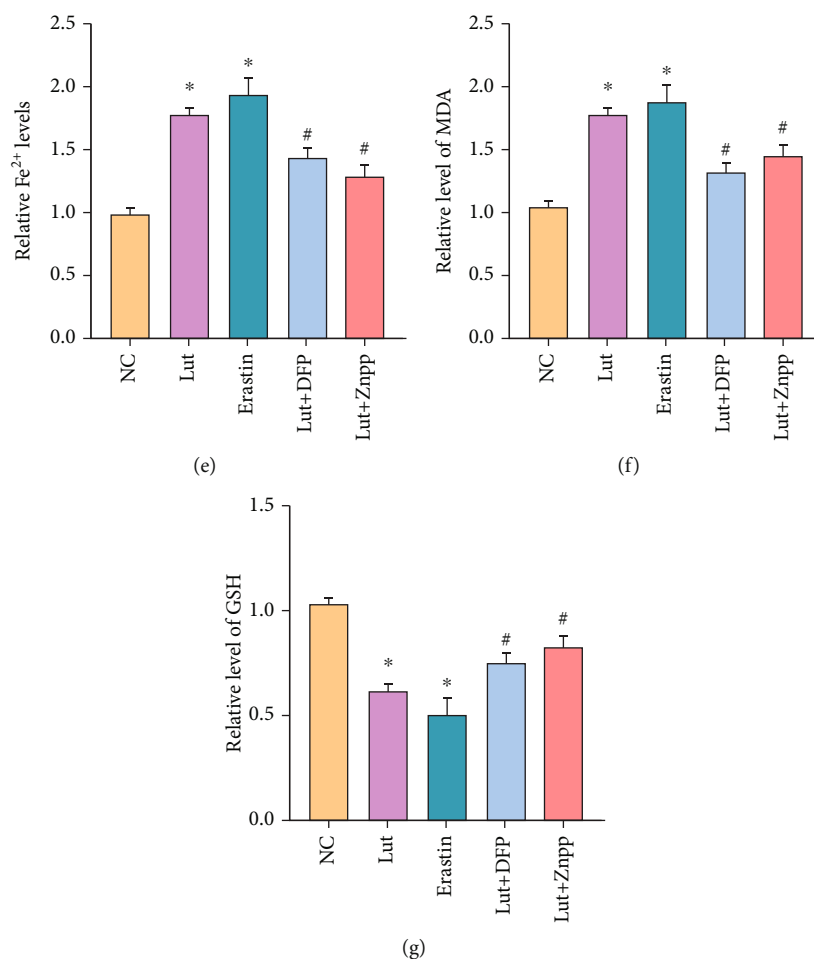 Relative Fe²⁺ levels
2.5
2.0
1.5
1.0
0.5
0.0
*
*
#
#
NC
Lut
Erastin
Lut+DFP
Lut+Znpp
(e)
Relative level of MDA
2.5
2.0
1.5
1.0
0.5
0.0
*
*
#
#
NC
Lut
Erastin
Lut+DFP
Lut+Znpp
(f)
Relative level of GSH
1.5
1.0
0.5
0.0
*
*
#
#
NC
Lut
Erastin
Lut+DFP
Lut+Znpp
(g)